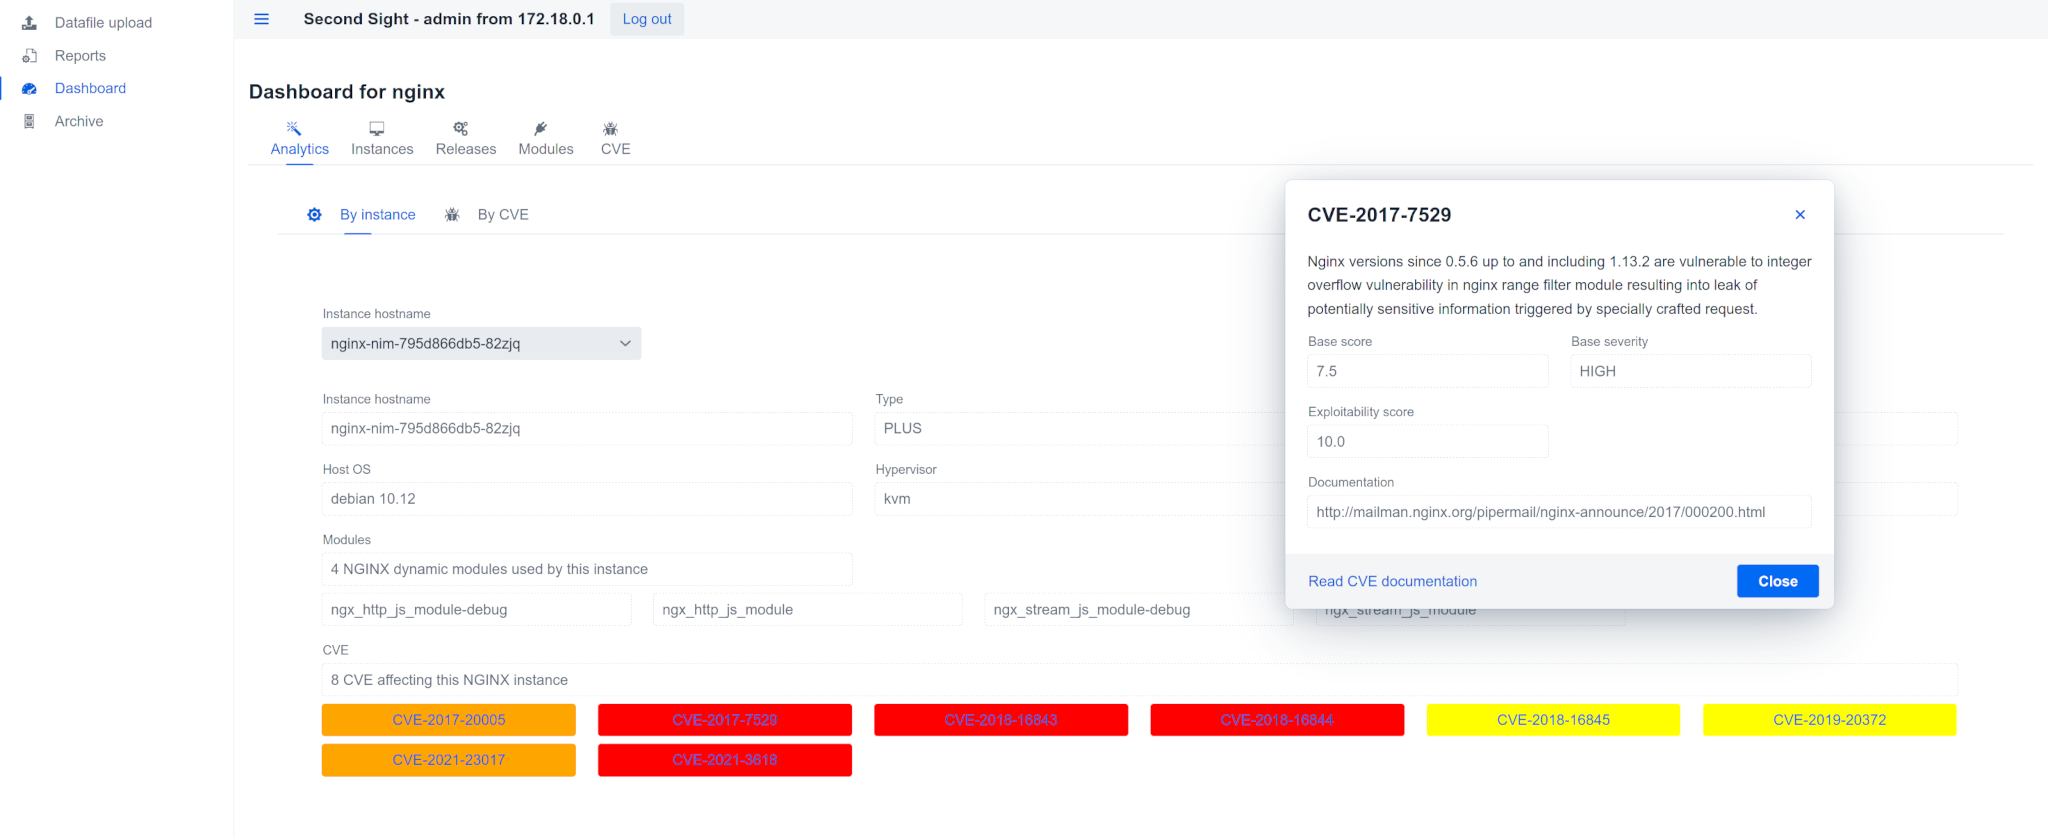 Datafile upload
Reports
Dashboard
Archive
Second Sight - admin from 172.18.0.1
Log out
Dashboard for nginx
Analytics
Instances
Releases
Modules
CVE
By instance
By CVE
Instance hostname
nginx-nim-795d866db5-82zjq
Instance hostname
nginx-nim-795d866db5-82zjq
Type
PLUS
Host OS
debian 10.12
Hypervisor
kvm
Modules
4 NGINX dynamic modules used by this instance
ngx_http_js_module-debug
ngx_http_js_module
ngx_stream_js_module-debug
ngx_stream_js_module
CVE
8 CVE affecting this NGINX instance
CVE-2017-20005
CVE-2017-7529
CVE-2018-16843
CVE-2018-16844
CVE-2018-16845
CVE-2019-20372
CVE-2021-23017
CVE-2021-3618
CVE-2017-7529
Nginx versions since 0.5.6 up to and including 1.13.2 are vulnerable to integer
overflow vulnerability in nginx range filter module resulting into leak of
potentially sensitive information triggered by specially crafted request.
Base score
7.5
Base severity
HIGH
Exploitability score
10.0
Documentation
http://mailman.nginx.org/pipermail/nginx-announce/2017/000200.html
Read CVE documentation
Close